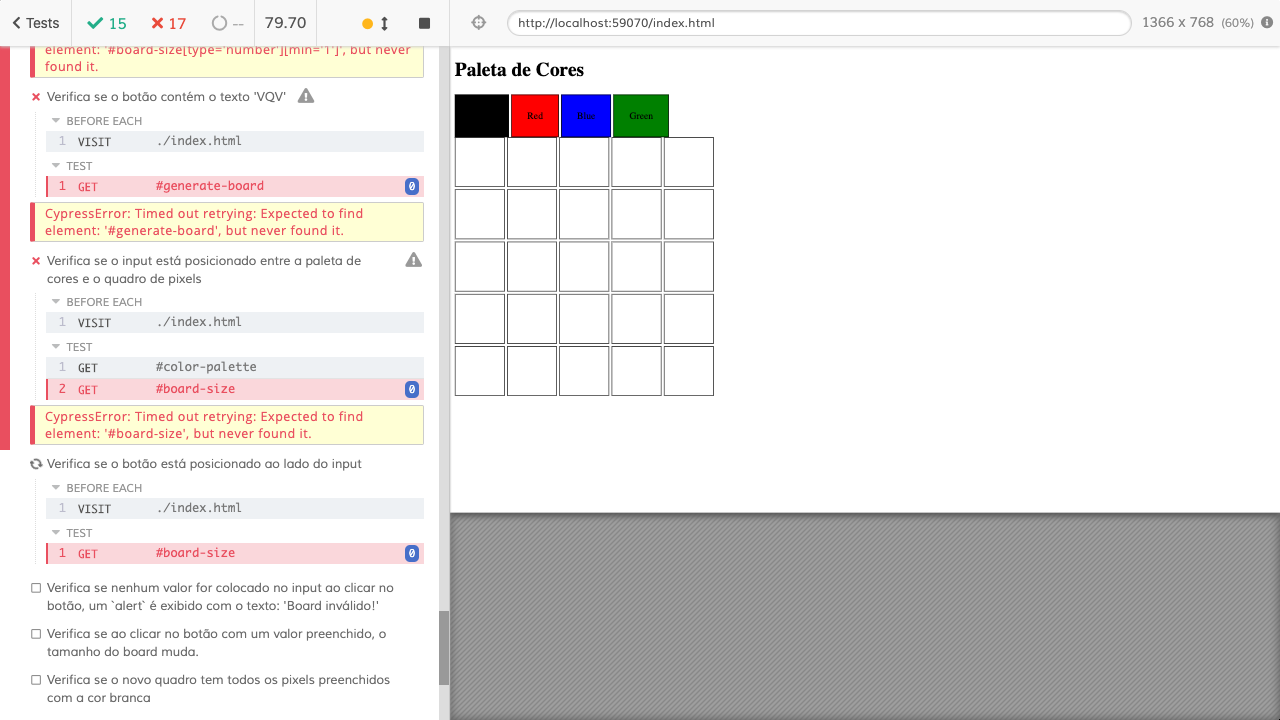 Tests 15 17 -- 79.70
http://localhost:59070/index.html 1366 x 768 (60%)
element: '#board-size[type='number'][min='1']', but never
found it.
Verifica se o botão contém o texto 'VQV'
BEFORE EACH
1 VISIT ./index.html
TEST
1 GET #generate-board 0
CypressError: Timed out retrying: Expected to find
element: '#generate-board', but never found it.
Verifica se o input está posicionado entre a paleta de
cores e o quadro de pixels
BEFORE EACH
1 VISIT ./index.html
TEST
1 GET #color-palette
2 GET #board-size 0
CypressError: Timed out retrying: Expected to find
element: '#board-size', but never found it.
Verifica se o botão está posicionado ao lado do input
BEFORE EACH
1 VISIT ./index.html
TEST
1 GET #board-size 0
Verifica se nenhum valor for colocado no input ao clicar no
botão, um `alert` é exibido com o texto: 'Board inválido!'
Verifica se ao clicar no botão com um valor preenchido, o
tamanho do board muda.
Verifica se o novo quadro tem todos os pixels preenchidos
com a cor branca
Paleta de Cores
Red Blue Green